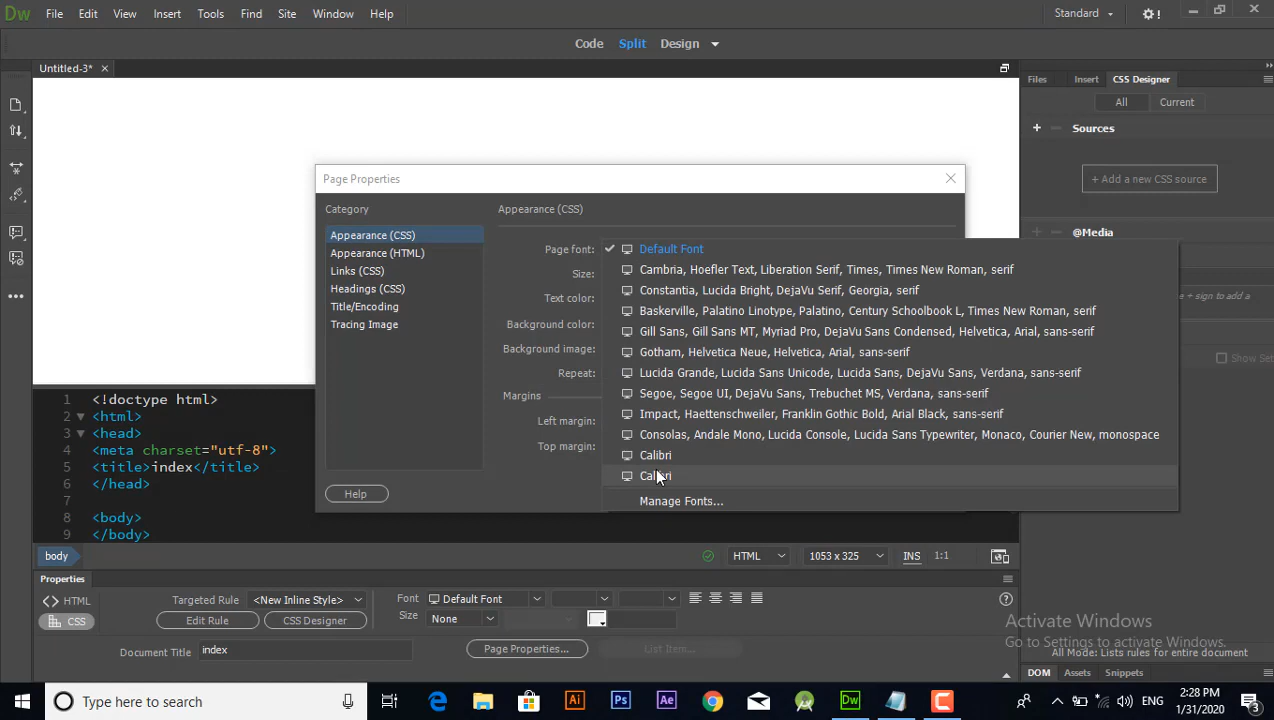 Dw File Edit View Insert Tools Find Site Window Help Standard !
Code Split Design
Untitled-3* × Files Insert CSS Designer
All Current
+ Sources
+ Add a new CSS source
@Media
Show Set
Page Properties
Category Appearance (CSS)
Appearance (CSS)
Appearance (HTML)
Links (CSS)
Headings (CSS)
Title/Encoding
Tracing Image
Help
Page font:
Size:
Text color:
Background color:
Background image:
Repeat:
Margins
Left margin:
Top margin:
Default Font
Cambria, Hoefler Text, Liberation Serif, Times, Times New Roman, serif
Constantia, Lucida Bright, DejaVu Serif, Georgia, serif
Baskerville, Palatino Linotype, Palatino, Century Schoolbook L, Times New Roman, serif
Gill Sans, Gill Sans MT, Myriad Pro, DejaVu Sans Condensed, Helvetica, Arial, sans-serif
Gotham, Helvetica Neue, Helvetica, Arial, sans-serif
Lucida Grande, Lucida Sans Unicode, Lucida Sans, DejaVu Sans, Verdana, sans-serif
Segoe, Segoe UI, DejaVu Sans, Trebuchet MS, Verdana, sans-serif
Impact, Haettenschweiler, Franklin Gothic Bold, Arial Black, sans-serif
Consolas, Andale Mono, Lucida Console, Lucida Sans Typewriter, Monaco, Courier New, monospace
Calibri
Calibri
Manage Fonts...
+ sign to add a
1 <!doctype html>
2 <html>
3 <head>
4 <meta charset="utf-8">
5 <title>index</title>
6 </head>
7
8 <body>
9 </body>
body HTML 1053 x 325 INS 1:1
Properties
HTML Targeted Rule <New Inline Style> Font Default Font
CSS Edit Rule CSS Designer Size None
Document Title index Page Properties... List Item...
Activate Windows
Go to Settings to activate Windows.
All Mode: Lists rules for entire document
DOM Assets Snippets
Type here to search Ai Ps Ae Dw ENG 2:28 PM
1/31/2020 3